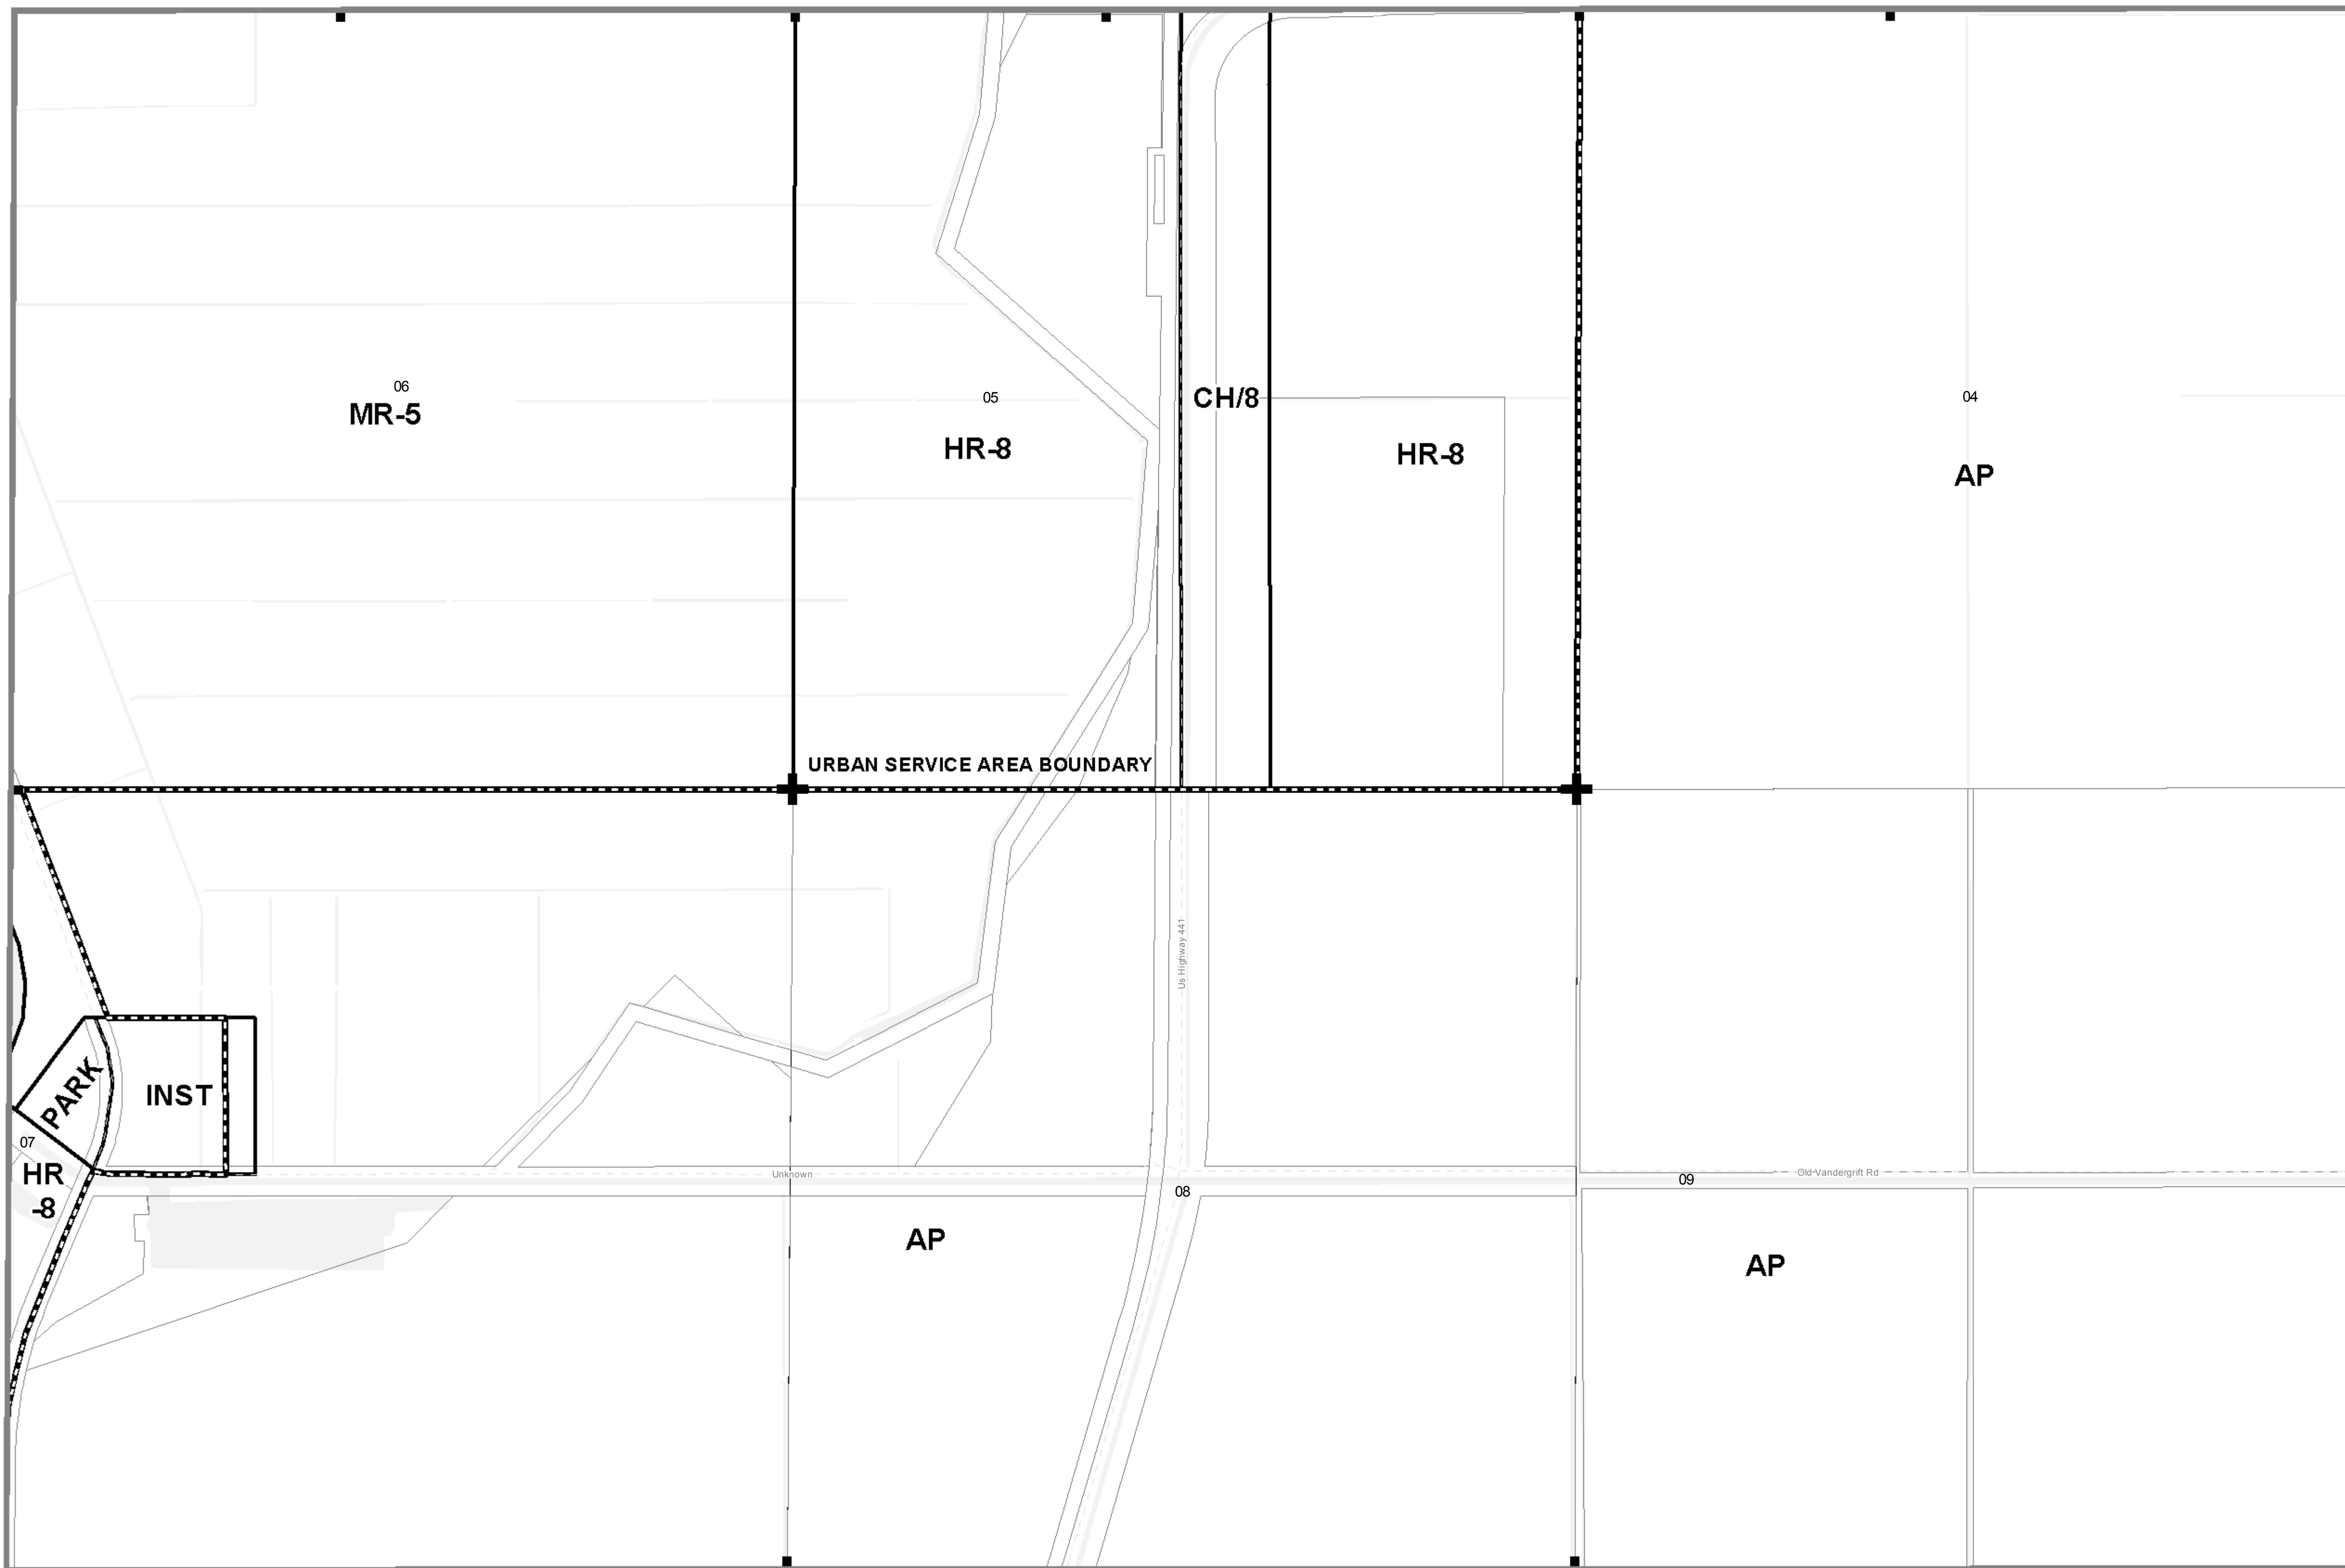 06
MR-5
05
HR-8
CH/8
HR-8
04
AP
URBAN SERVICE AREA BOUNDARY
Us Highway 441
PARK
INST
07
HR
-8
Unknown
08
09
Old Vandergrift Rd
AP
AP